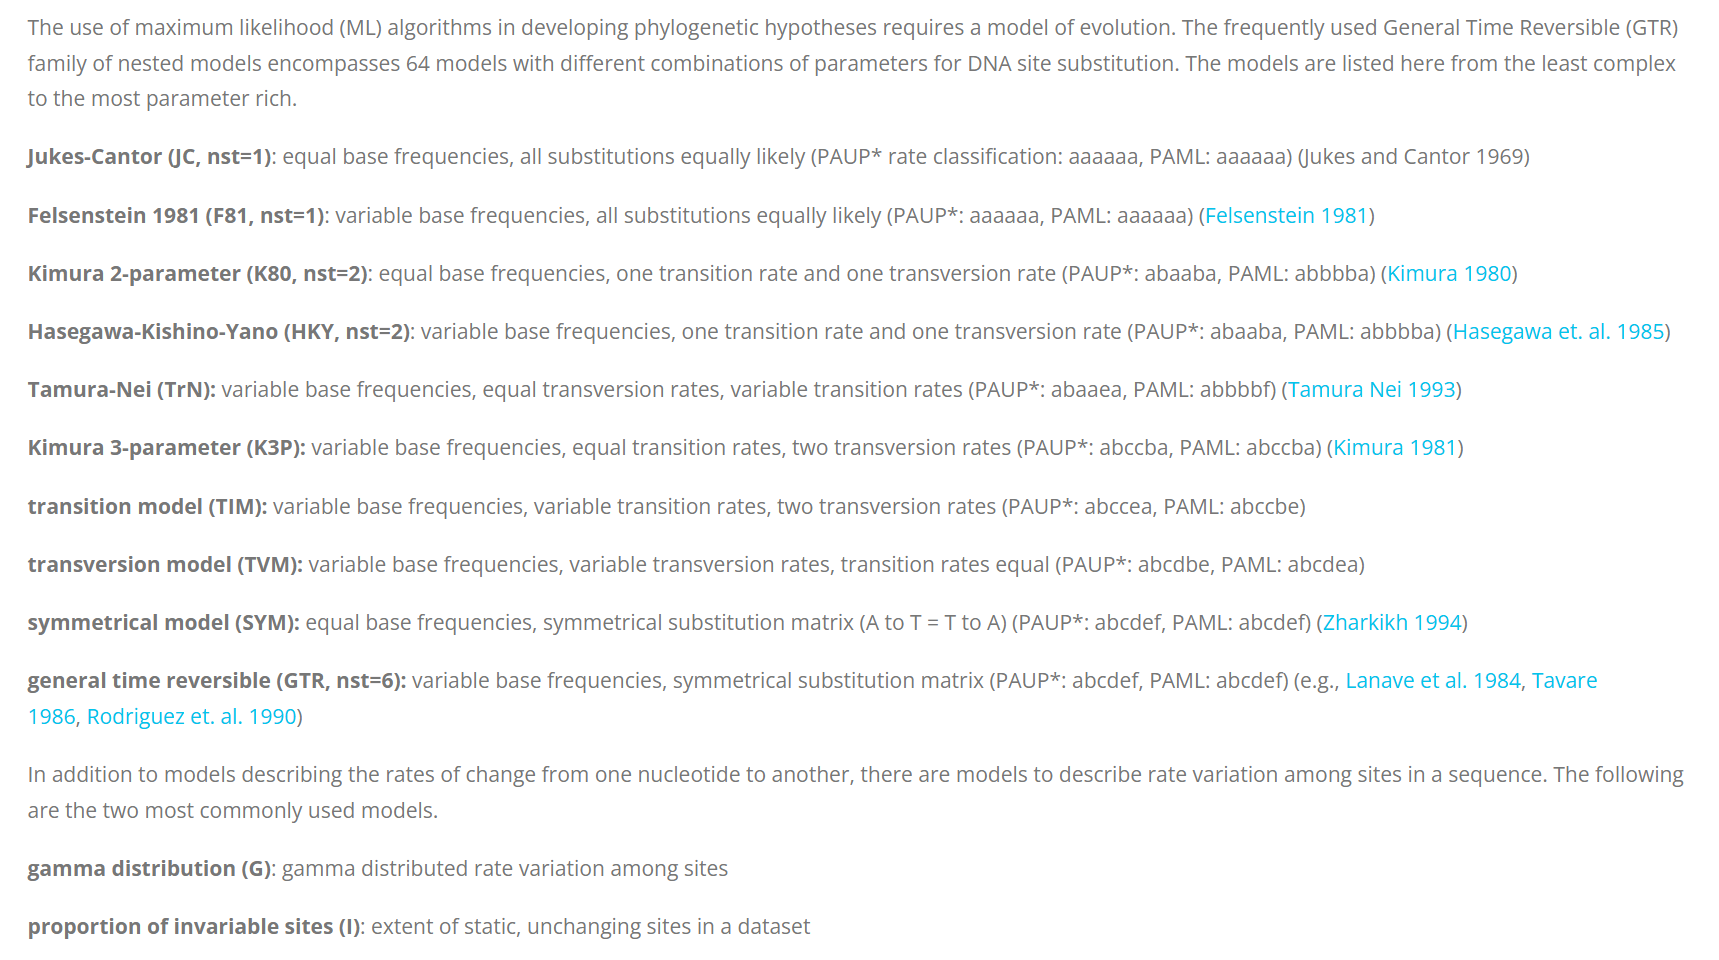 The use of maximum likelihood (ML) algorithms in developing phylogenetic hypotheses requires a model of evolution. The frequently used General Time Reversible (GTR)
family of nested models encompasses 64 models with different combinations of parameters for DNA site substitution. The models are listed here from the least complex
to the most parameter rich.
Jukes-Cantor (JC, nst=1): equal base frequencies, all substitutions equally likely (PAUP* rate classification: aaaaaa, PAML: aaaaaa) (Jukes and Cantor 1969)
Felsenstein 1981 (F81, nst=1): variable base frequencies, all substitutions equally likely (PAUP*: aaaaaa, PAML: aaaaaa) (Felsenstein 1981)
Kimura 2-parameter (K80, nst=2): equal base frequencies, one transition rate and one transversion rate (PAUP*: abaaba, PAML: abbbba) (Kimura 1980)
Hasegawa-Kishino-Yano (HKY, nst=2): variable base frequencies, one transition rate and one transversion rate (PAUP*: abaaba, PAML: abbbba) (Hasegawa et. al. 1985)
Tamura-Nei (TrN): variable base frequencies, equal transversion rates, variable transition rates (PAUP*: abaaea, PAML: abbbbf) (Tamura Nei 1993)
Kimura 3-parameter (K3P): variable base frequencies, equal transition rates, two transversion rates (PAUP*: abccba, PAML: abccba) (Kimura 1981)
transition model (TIM): variable base frequencies, variable transition rates, two transversion rates (PAUP*: abccea, PAML: abccbe)
transversion model (TVM): variable base frequencies, variable transversion rates, transition rates equal (PAUP*: abcdbe, PAML: abcdea)
symmetrical model (SYM): equal base frequencies, symmetrical substitution matrix (A to T = T to A) (PAUP*: abcdef, PAML: abcdef) (Zharkikh 1994)
general time reversible (GTR, nst=6): variable base frequencies, symmetrical substitution matrix (PAUP*: abcdef, PAML: abcdef) (e.g., Lanave et al. 1984, Tavare
1986, Rodriguez et. al. 1990)
In addition to models describing the rates of change from one nucleotide to another, there are models to describe rate variation among sites in a sequence. The following
are the two most commonly used models.
gamma distribution (G): gamma distributed rate variation among sites
proportion of invariable sites (I): extent of static, unchanging sites in a dataset